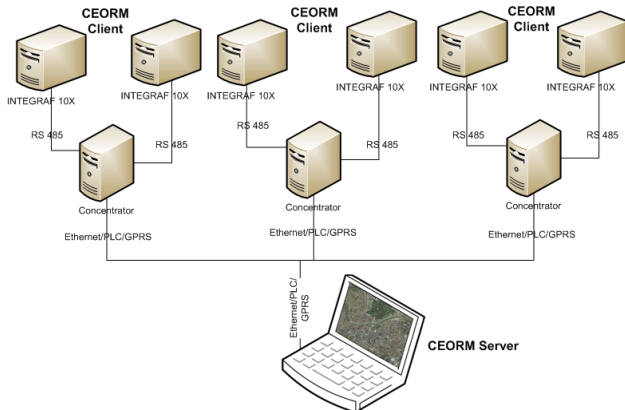 CEORM
Client
CEORM
Client
CEORM
Client
INTEGRAF 10X
INTEGRAF 10X
INTEGRAF 10X
INTEGRAF 10X
INTEGRAF 10X
INTEGRAF 10X
RS 485
RS 485
RS 485
RS 485
RS 485
RS 485
Concentrator
Concentrator
Concentrator
Ethernet/PLC/GPRS
Ethernet/PLC/GPRS
Ethernet/PLC/GPRS
Ethernet/PLC/
GPRS
CEORM Server